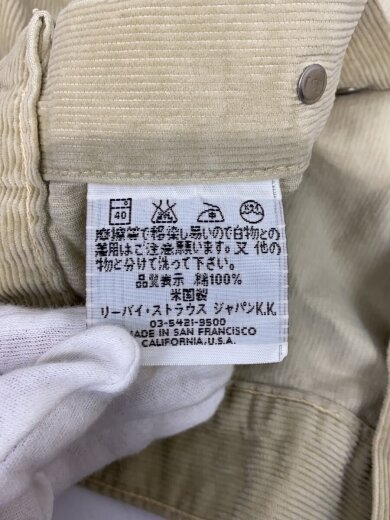 40
摩擦等で移染し易いので白物との
着用はご注意願います。又 他の
物と分けて洗って下さい。
品質表示 綿100%
米国製
リーバイ・ストラウス ジャパンK.K.
03-5421-9500
MADE IN SAN FRANCISCO
CALIFORNIA,U.S.A.